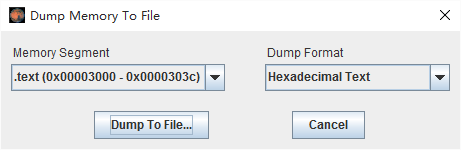 Dump Memory To File
Memory Segment
Dump Format
.text (0x00003000 - 0x0000303c)
Hexadecimal Text
Dump To File...
Cancel